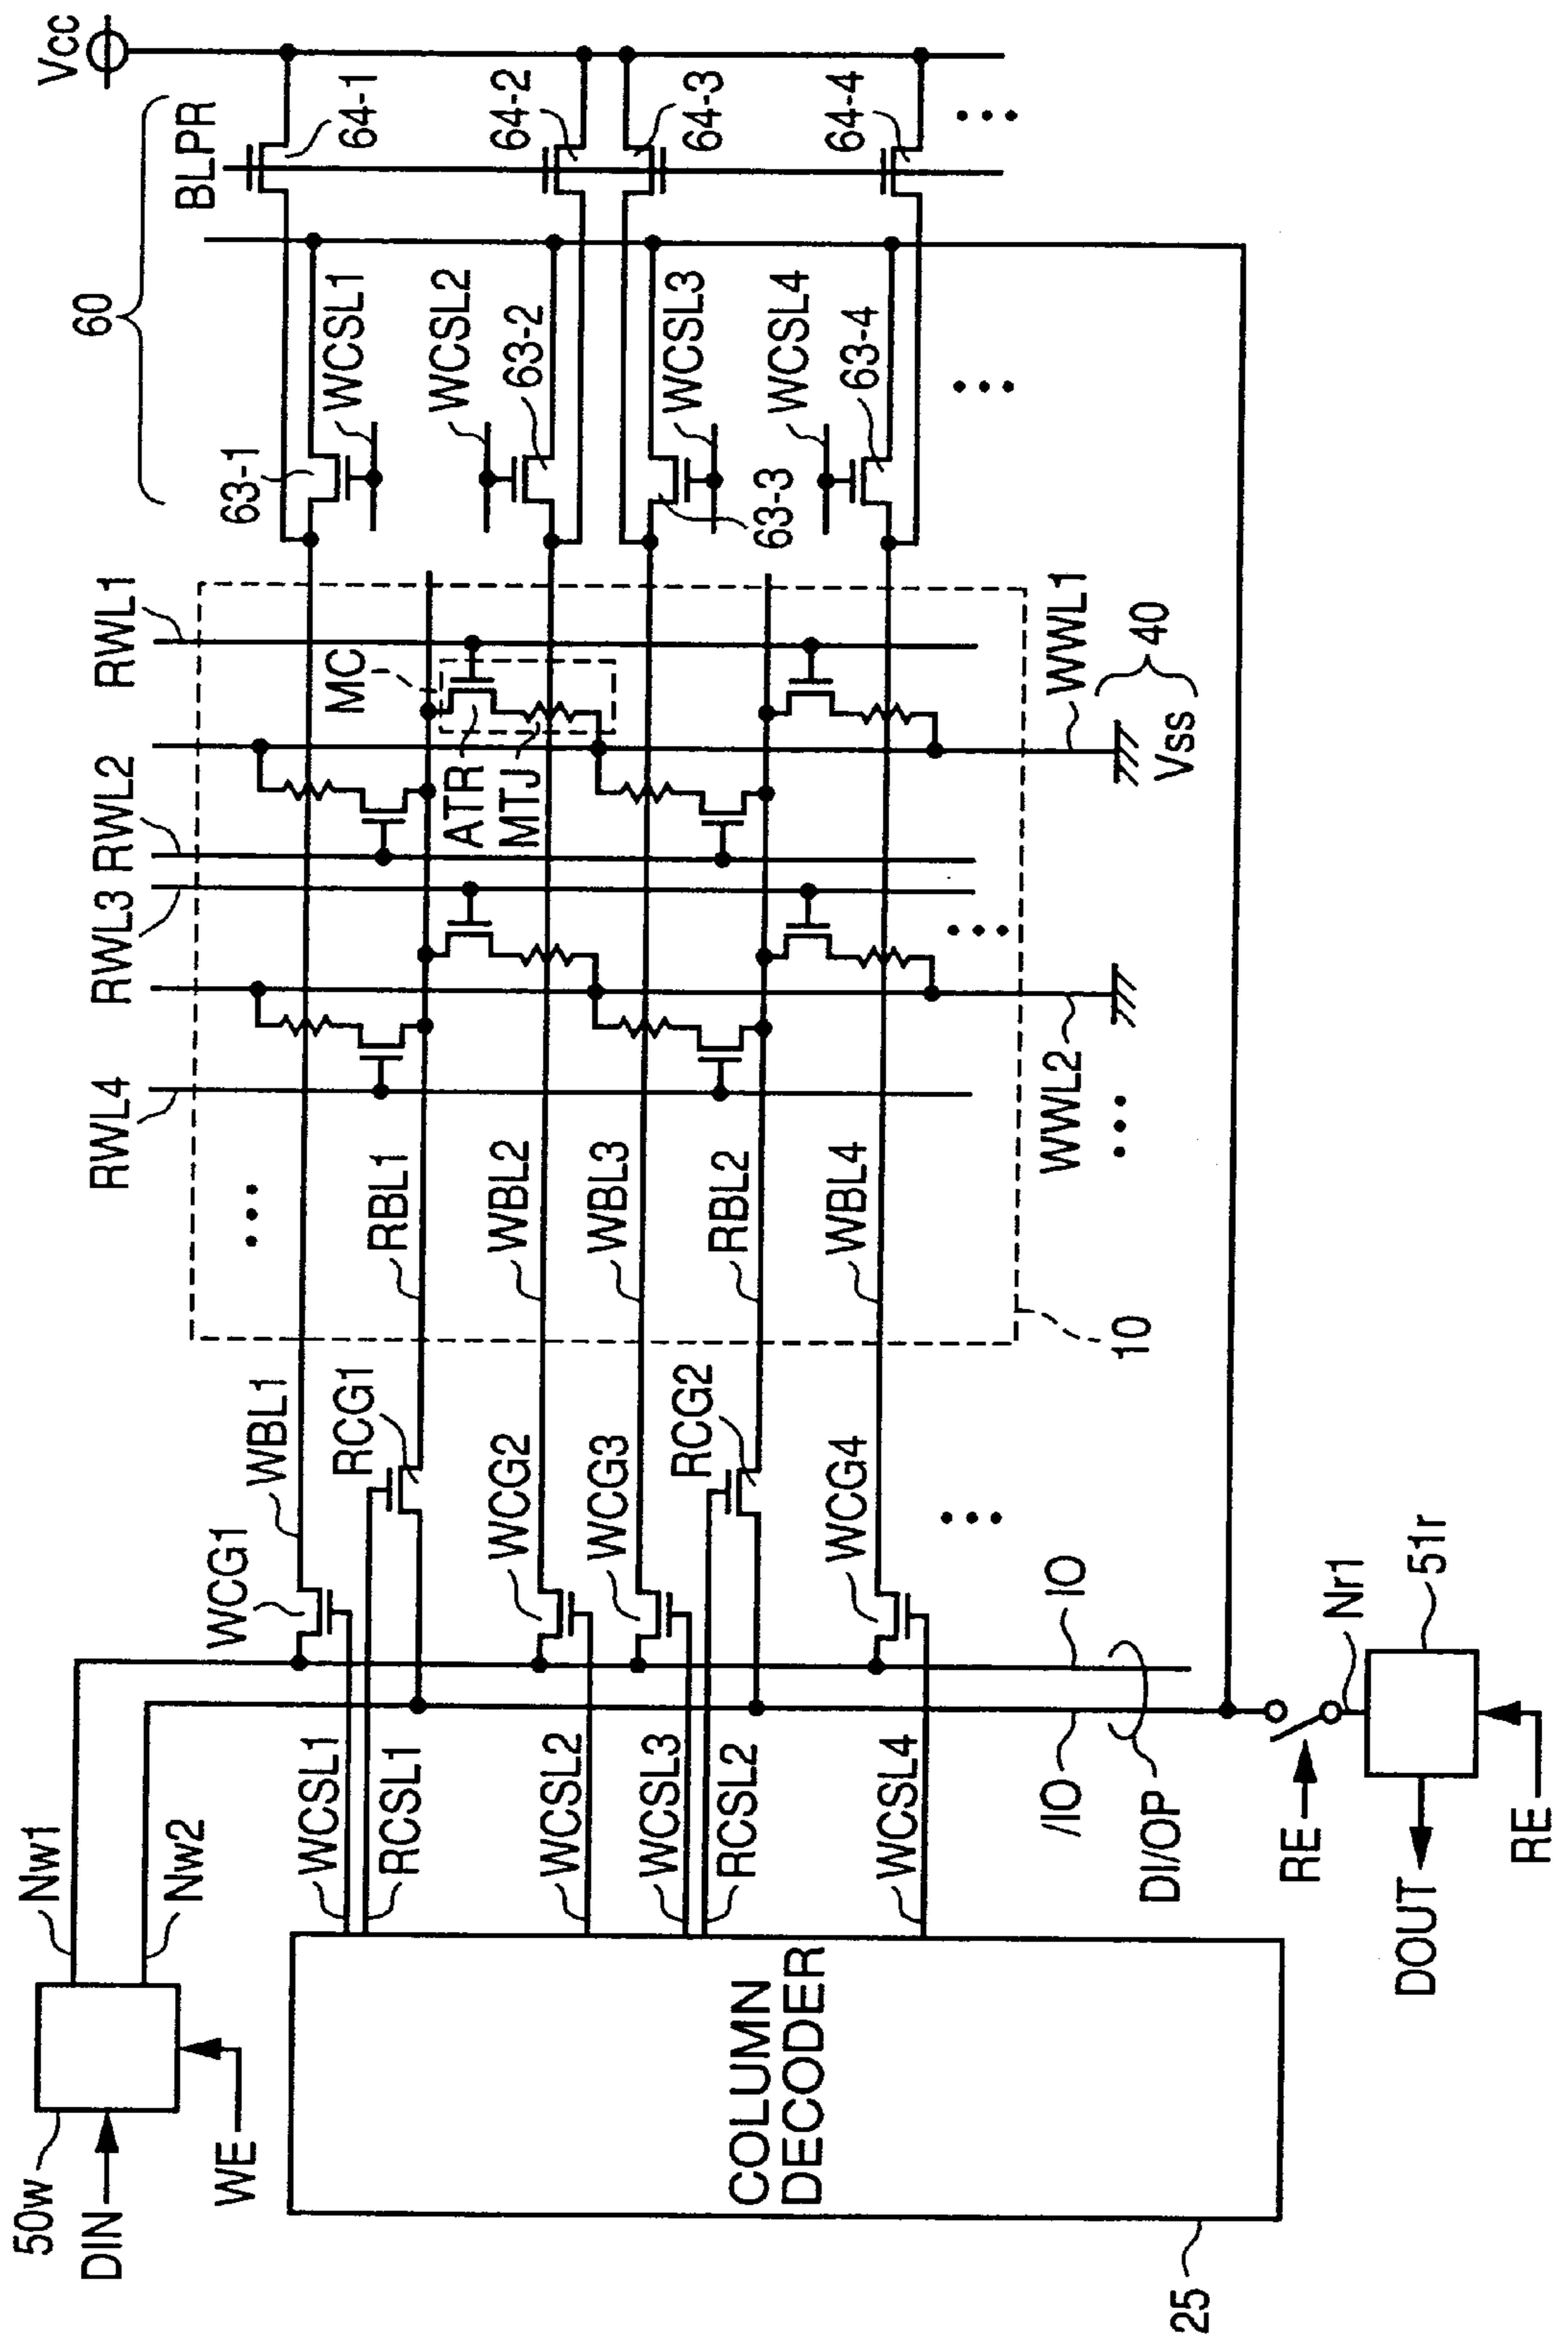 Vcc
BLPR
60
64-1
64-2
64-3
64-4
WCSL1
WCSL2
WCSL3
WCSL4
63-1
63-2
63-3
63-4
RWL1
RWL2
RWL3
RWL4
MC
ATR
MTJ
WWL1
40
Vss
WWL2
RBL1
WBL2
WBL3
RBL2
WBL4
10
WBL1
RCG1
RCG2
WCG1
WCG2
WCG3
WCG4
IO
/IO
DI/OP
Nr1
51r
RE
RE
DOUT
Nw1
Nw2
WCSL1
RCSL1
WCSL2
WCSL3
RCSL2
WCSL4
50w
DIN
WE
COLUMN
DECODER
25